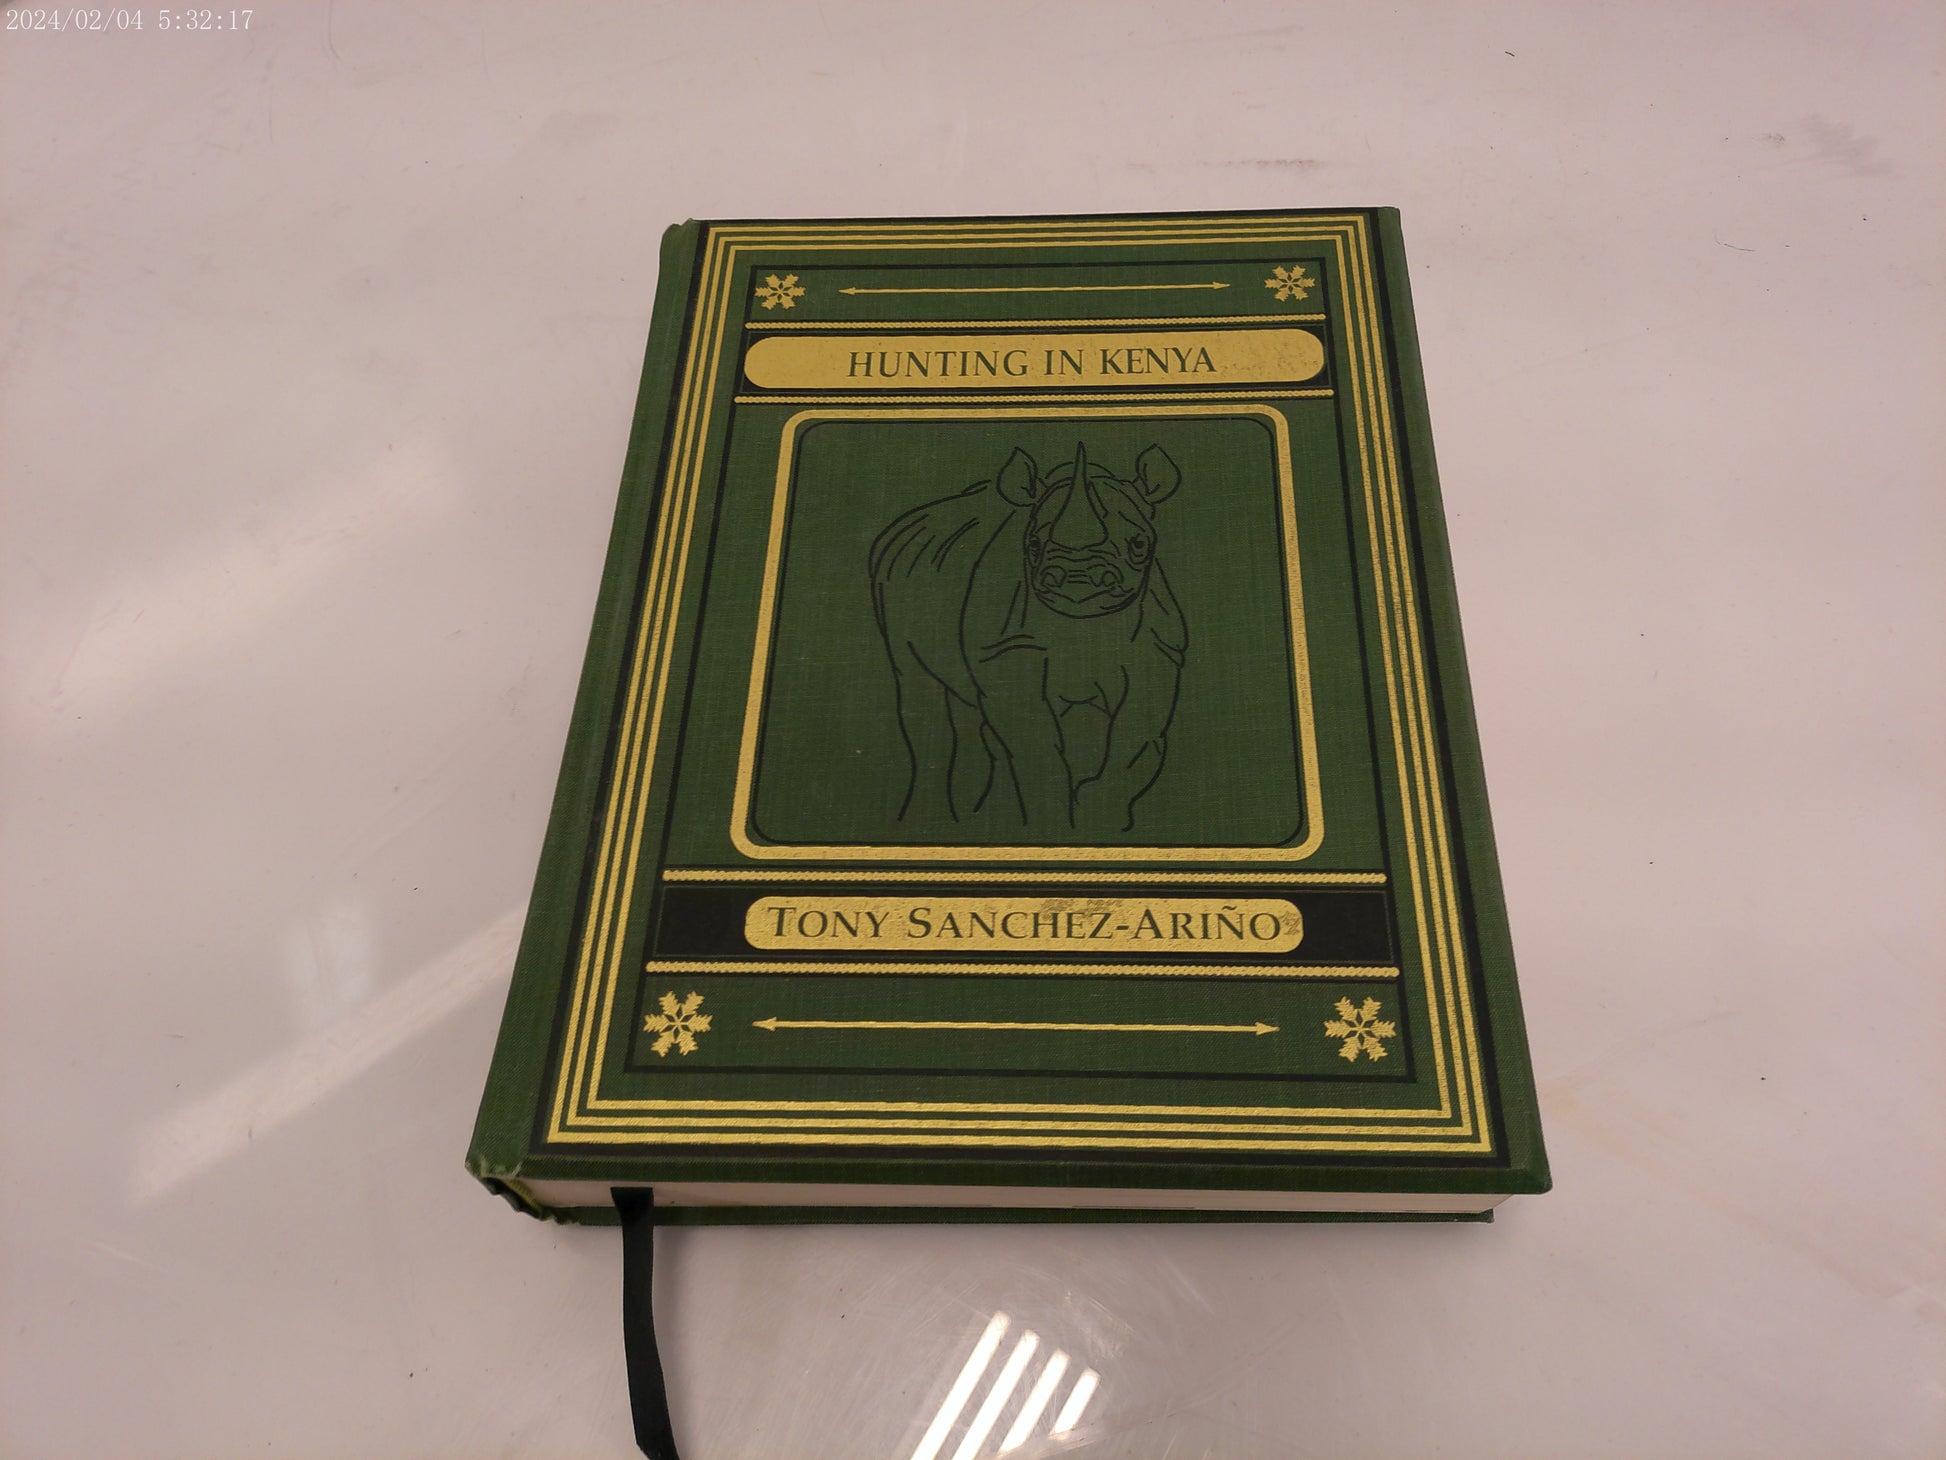 2024/02/04 5:32:17
HUNTING IN KENYA
TONY SANCHEZ-ARIÑO